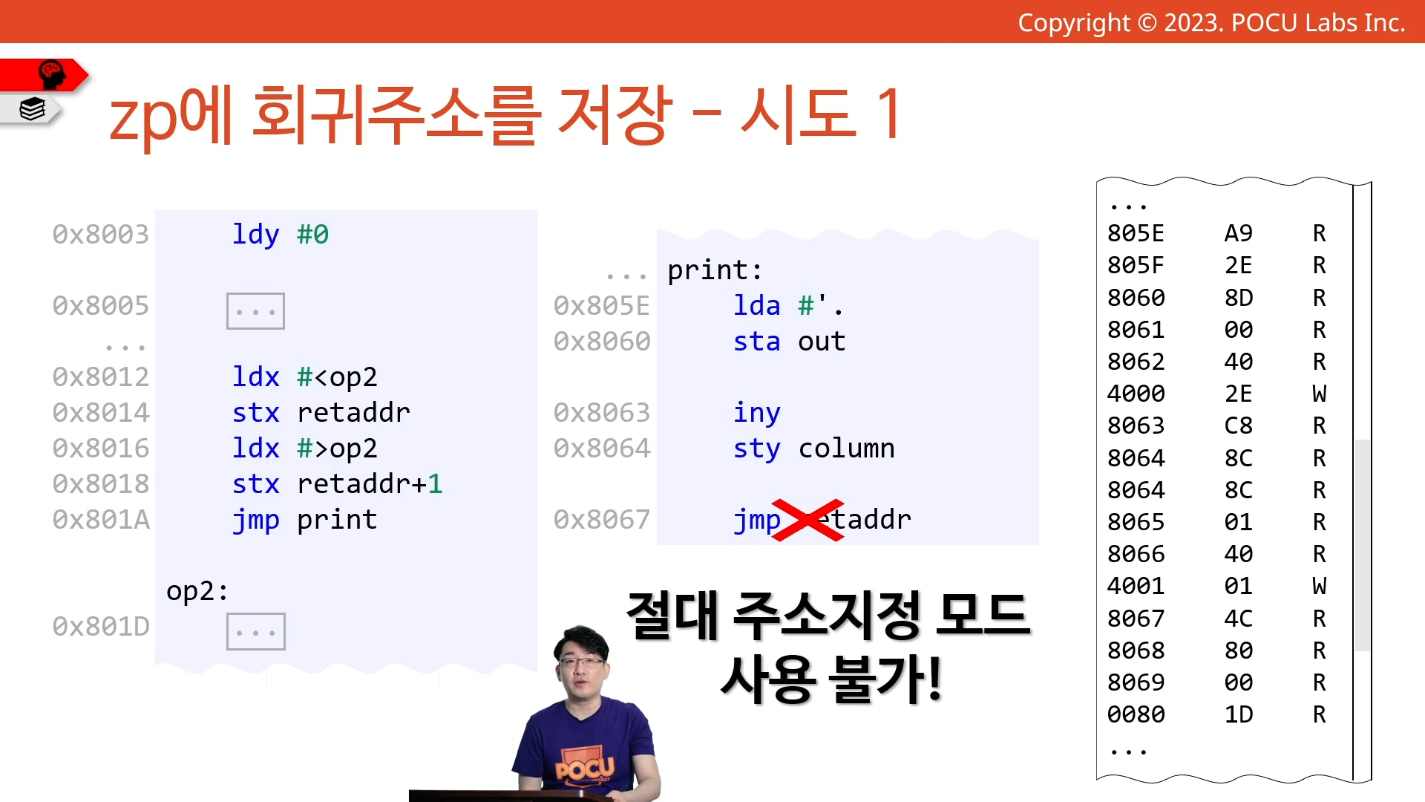 Copyright © 2023. POCU Labs Inc.
zp에 회귀주소를 저장 – 시도 1
0x8003 ldy #0
0x8005 ...
...
0x8012 ldx #<op2
0x8014 stx retaddr
0x8016 ldx #>op2
0x8018 stx retaddr+1
0x801A jmp print
op2:
0x801D ...
... print:
0x805E lda #'.
0x8060 sta out
0x8063 iny
0x8064 sty column
0x8067 jmp retaddr
절대 주소지정 모드
사용 불가!
POCU
...
805E A9 R
805F 2E R
8060 8D R
8061 00 R
8062 40 R
4000 2E W
8063 C8 R
8064 8C R
8064 8C R
8065 01 R
8066 40 R
4001 01 W
8067 4C R
8068 80 R
8069 00 R
0080 1D R
...